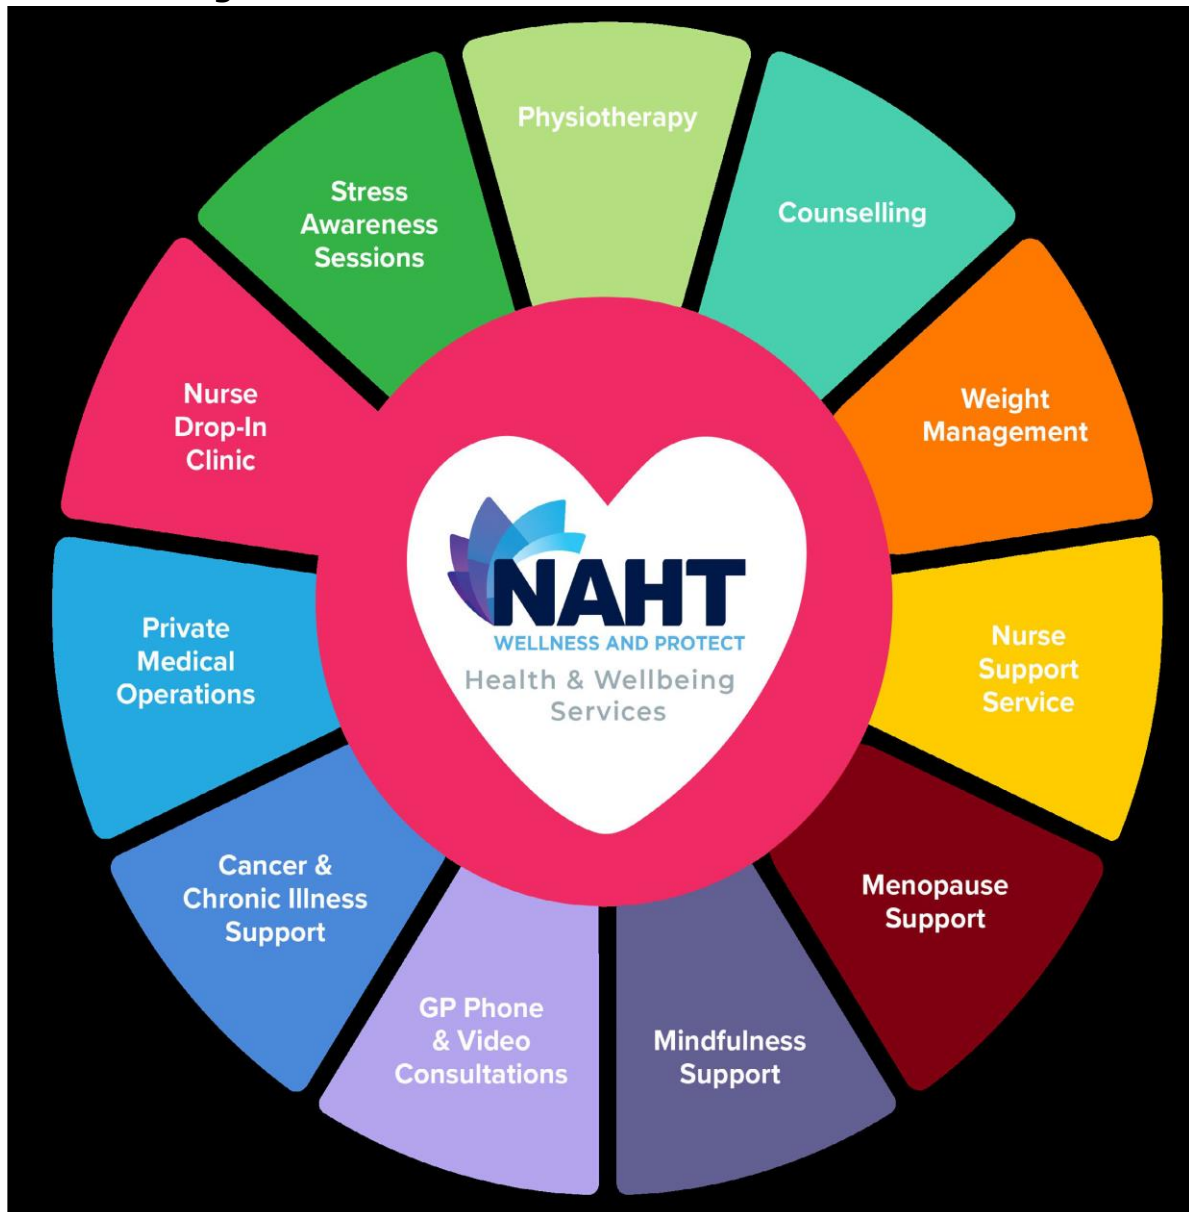 Physiotherapy
Counselling
Weight
Management
Nurse
Support
Service
Menopause
Support
Mindfulness
Support
GP Phone
& Video
Consultations
Cancer &
Chronic Illness
Support
Private
Medical
Operations
Nurse
Drop-In
Clinic
Stress
Awareness
Sessions
NAHT
WELLNESS AND PROTECT
Health & Wellbeing
Services